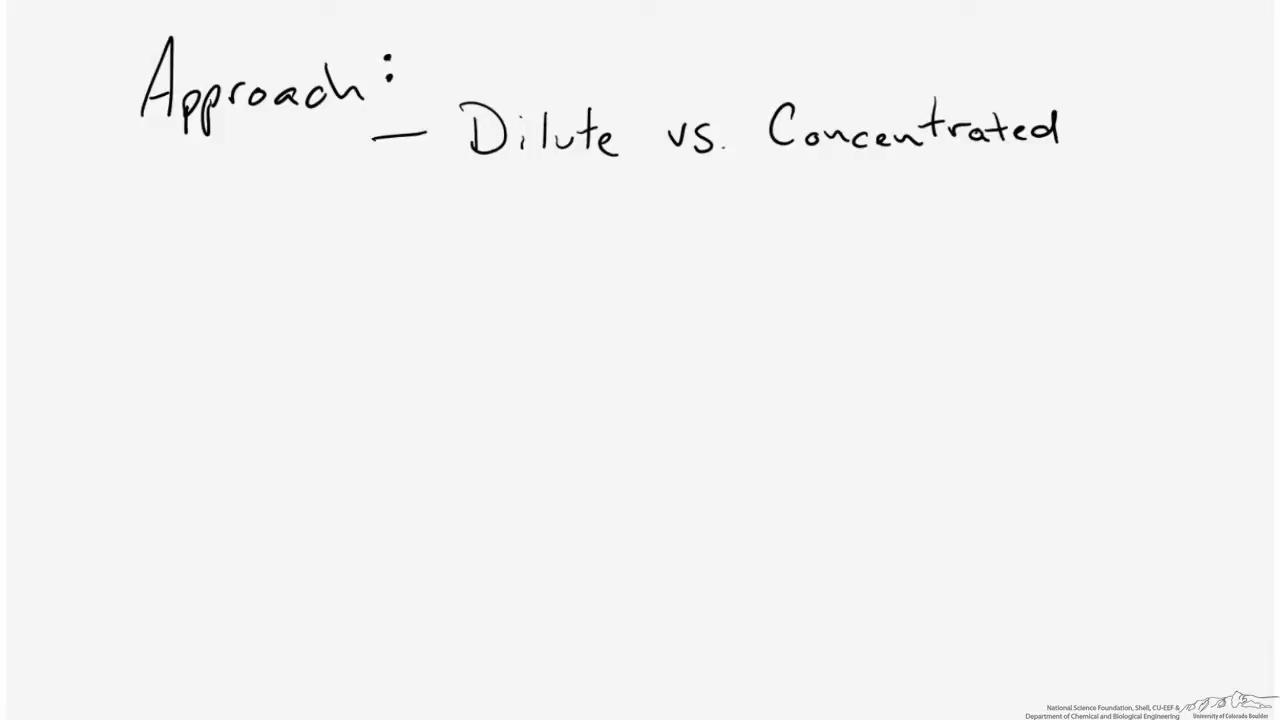 Approach:
— Dilute vs. Concentrated
National Science Foundation, Shell, CU-EEF &
Department of Chemical and Biological Engineering
University of Colorado Boulder